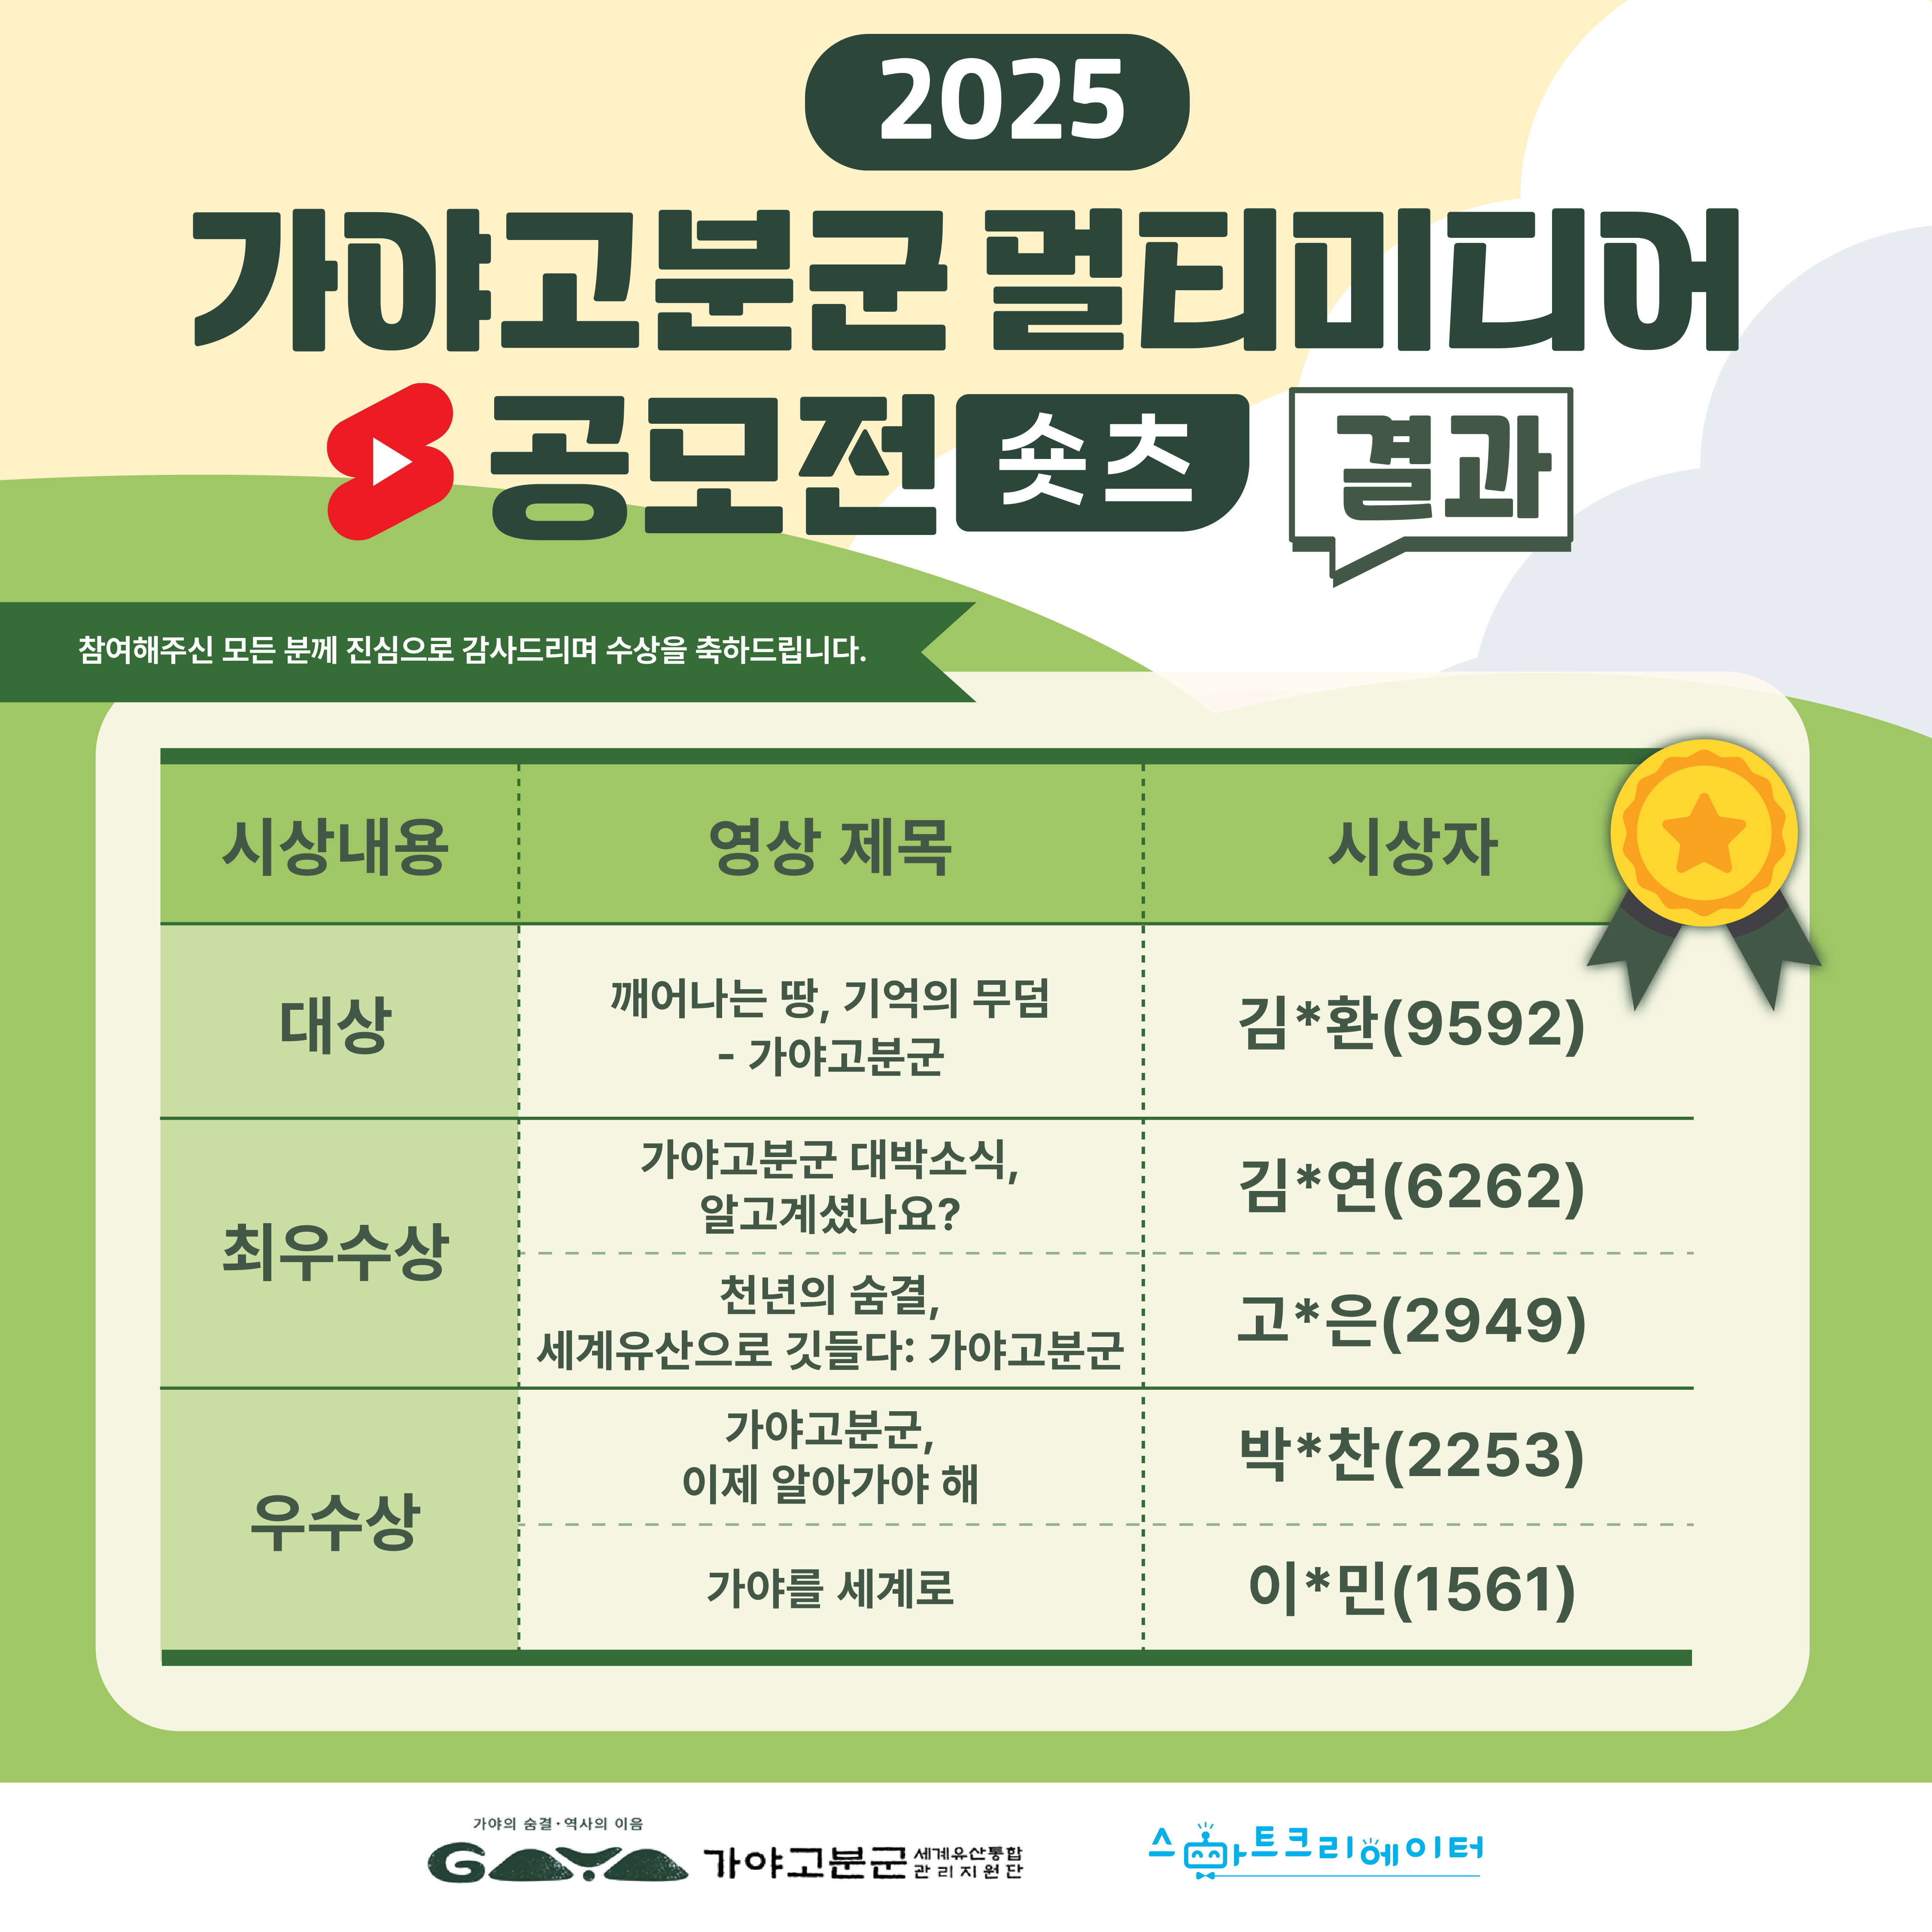 2025
가야고분군 멀티미디어
공모전 숏츠 결과
참여해주신 모든 분께 진심으로 감사드리며 수상을 축하드립니다.
시상내용 영상 제목 시상자
대상
깨어나는 땅, 기억의 무덤
- 가야고분군
김*환(9592)
최우수상
가야고분군 대박소식,
알고계셨나요?
김*연(6262)
천년의 숨결,
세계유산으로 깃들다: 가야고분군
고*은(2949)
우수상
가야고분군,
이제 알아가야 해
박*찬(2253)
가야를 세계로
이*민(1561)
가야의 숨결·역사의 이음
GAYA 가야고분군 세계유산통합
관리지원단
스마트크리에이터